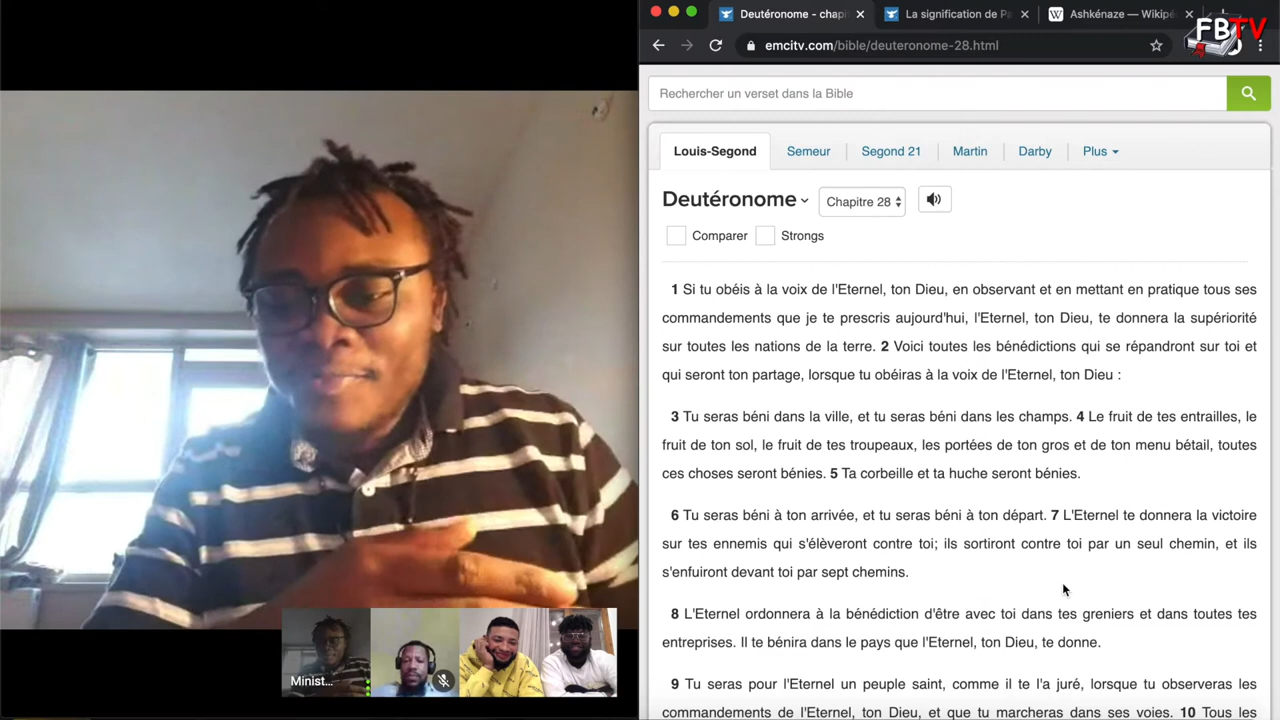 Deutéronome - chapi
La signification de P
Ashkénaze — Wikip
FBTV
emcitv.com/bible/deuteronome-28.html
Rechercher un verset dans la Bible
Louis-Segond
Semeur
Segond 21
Martin
Darby
Plus
Deutéronome
Chapitre 28
Comparer
Strongs
1 Si tu obéis à la voix de l'Eternel, ton Dieu, en observant et en mettant en pratique tous ses
commandements que je te prescris aujourd'hui, l'Eternel, ton Dieu, te donnera la supériorité
sur toutes les nations de la terre. 2 Voici toutes les bénédictions qui se répandront sur toi et
qui seront ton partage, lorsque tu obéiras à la voix de l'Eternel, ton Dieu :
3 Tu seras béni dans la ville, et tu seras béni dans les champs. 4 Le fruit de tes entrailles, le
fruit de ton sol, le fruit de tes troupeaux, les portées de ton gros et de ton menu bétail, toutes
ces choses seront bénies. 5 Ta corbeille et ta huche seront bénies.
6 Tu seras béni à ton arrivée, et tu seras béni à ton départ. 7 L'Eternel te donnera la victoire
sur tes ennemis qui s'élèveront contre toi; ils sortiront contre toi par un seul chemin, et ils
s'enfuiront devant toi par sept chemins.
8 L'Eternel ordonnera à la bénédiction d'être avec toi dans tes greniers et dans toutes tes
entreprises. Il te bénira dans le pays que l'Eternel, ton Dieu, te donne.
9 Tu seras pour l'Eternel un peuple saint, comme il te l'a juré, lorsque tu observeras les
commandements de l'Eternel, ton Dieu, et que tu marcheras dans ses voies. 10 Tous les
Minist...